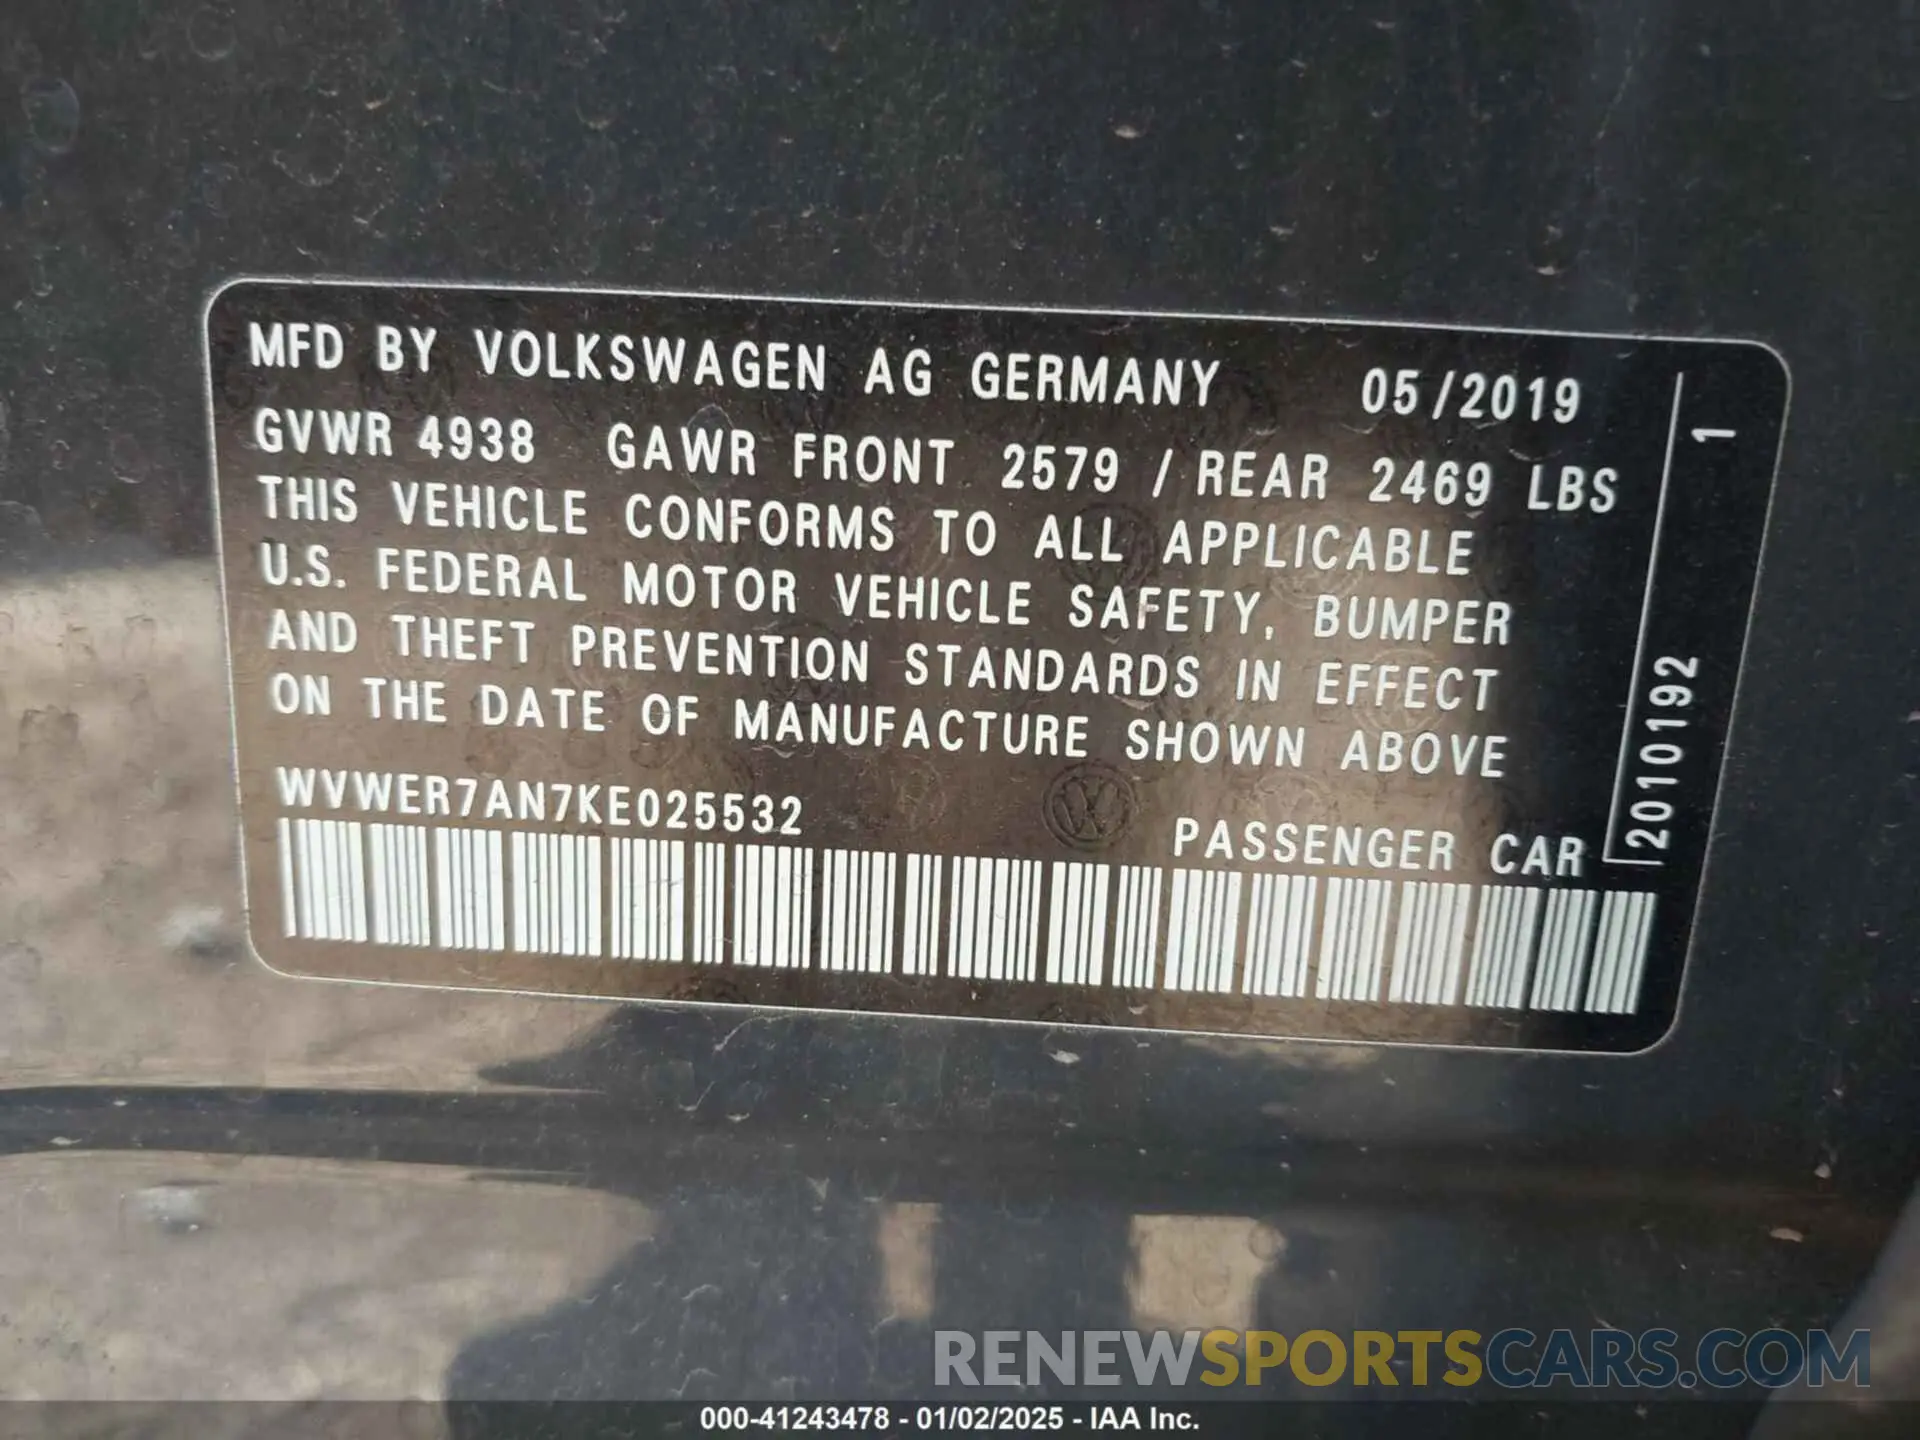 MFD BY VOLKSWAGEN AG GERMANY 05/2019
GVWR 4938 GAWR FRONT 2579 / REAR 2469 LBS
THIS VEHICLE CONFORMS TO ALL APPLICABLE
U.S. FEDERAL MOTOR VEHICLE SAFETY, BUMPER
AND THEFT PREVENTION STANDARDS IN EFFECT
ON THE DATE OF MANUFACTURE SHOWN ABOVE
WVWER7AN7KE025532
PASSENGER CAR
2010192 1
RENEWSPORTSCARS.COM
000-41243478 - 01/02/2025 - IAA Inc.